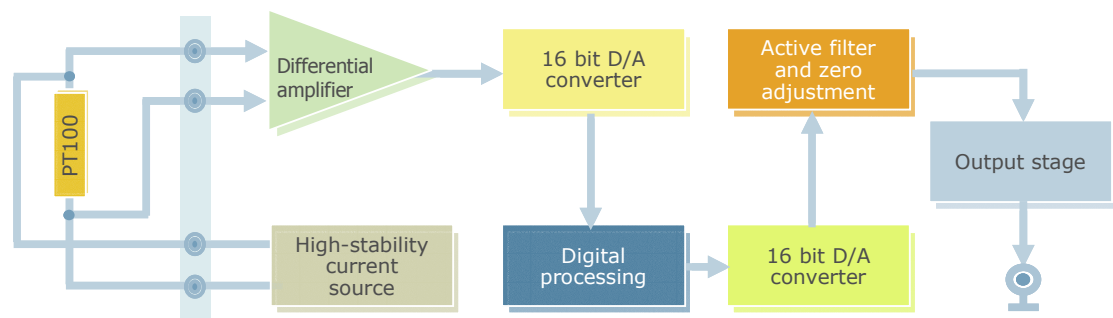 PT100
Differential
amplifier
High-stability
current
source
16 bit D/A
converter
Digital
processing
16 bit D/A
converter
Active filter
and zero
adjustment
Output stage